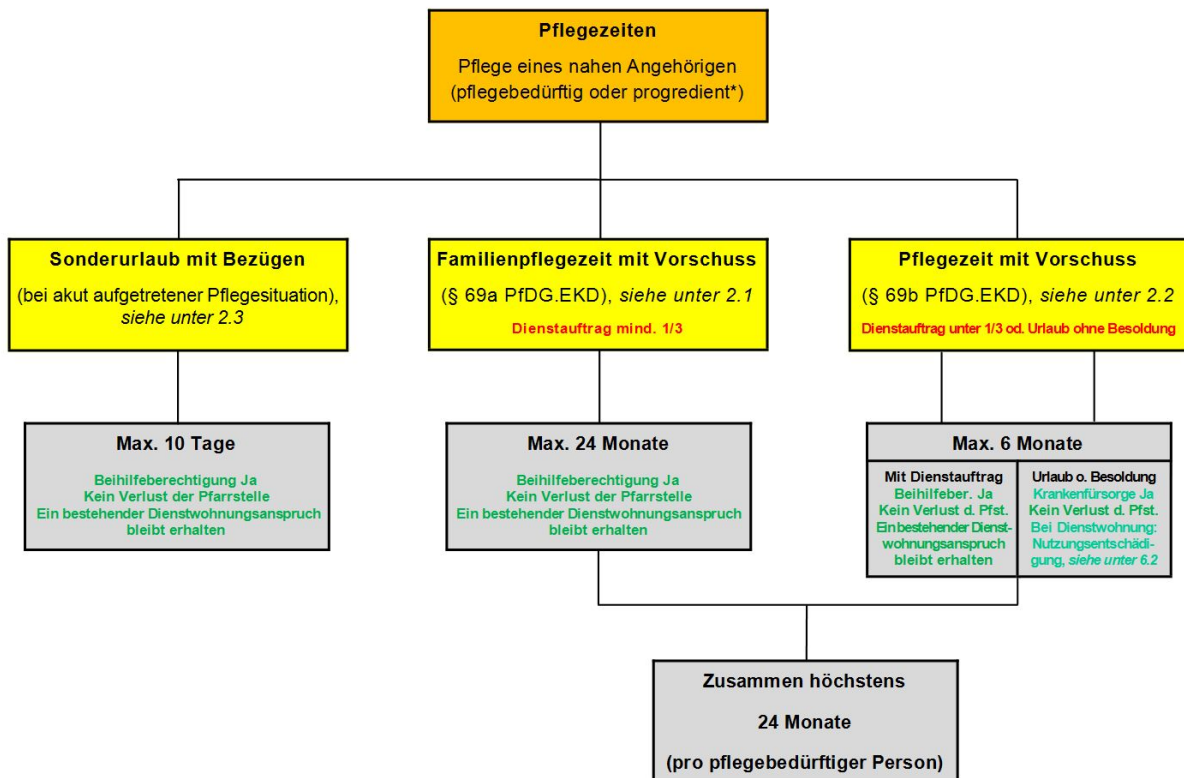 Pflegezeiten
Pflege eines nahen Angehörigen
(pflegebedürftig oder progredient*)
Sonderurlaub mit Bezügen
(bei akut aufgetretener Pflegesituation),
siehe unter 2.3
Familienpflegezeit mit Vorschuss
(§ 69a PfDG.EKD), siehe unter 2.1
Dienstauftrag mind. 1/3
Pflegezeit mit Vorschuss
(§ 69b PfDG.EKD), siehe unter 2.2
Dienstauftrag unter 1/3 od. Urlaub ohne Besoldung
Max. 10 Tage
Beihilfeberechtigung Ja
Kein Verlust der Pfarrstelle
Ein bestehender Dienstwohnungsanspruch
bleibt erhalten
Max. 24 Monate
Beihilfeberechtigung Ja
Kein Verlust der Pfarrstelle
Ein bestehender Dienstwohnungsanspruch
bleibt erhalten
Max. 6 Monate
Mit Dienstauftrag
Beihilfeber. Ja
Kein Verlust d. Pfst.
Ein bestehender Dienst-
wohnungsanspruch
bleibt erhalten
Urlaub o. Besoldung
Krankenfürsorge Ja
Kein Verlust d. Pfst.
Bei Dienstwohnung:
Nutzungsentschädi-
gung, siehe unter 6.2
Zusammen höchstens
24 Monate
(pro pflegebedürftiger Person)